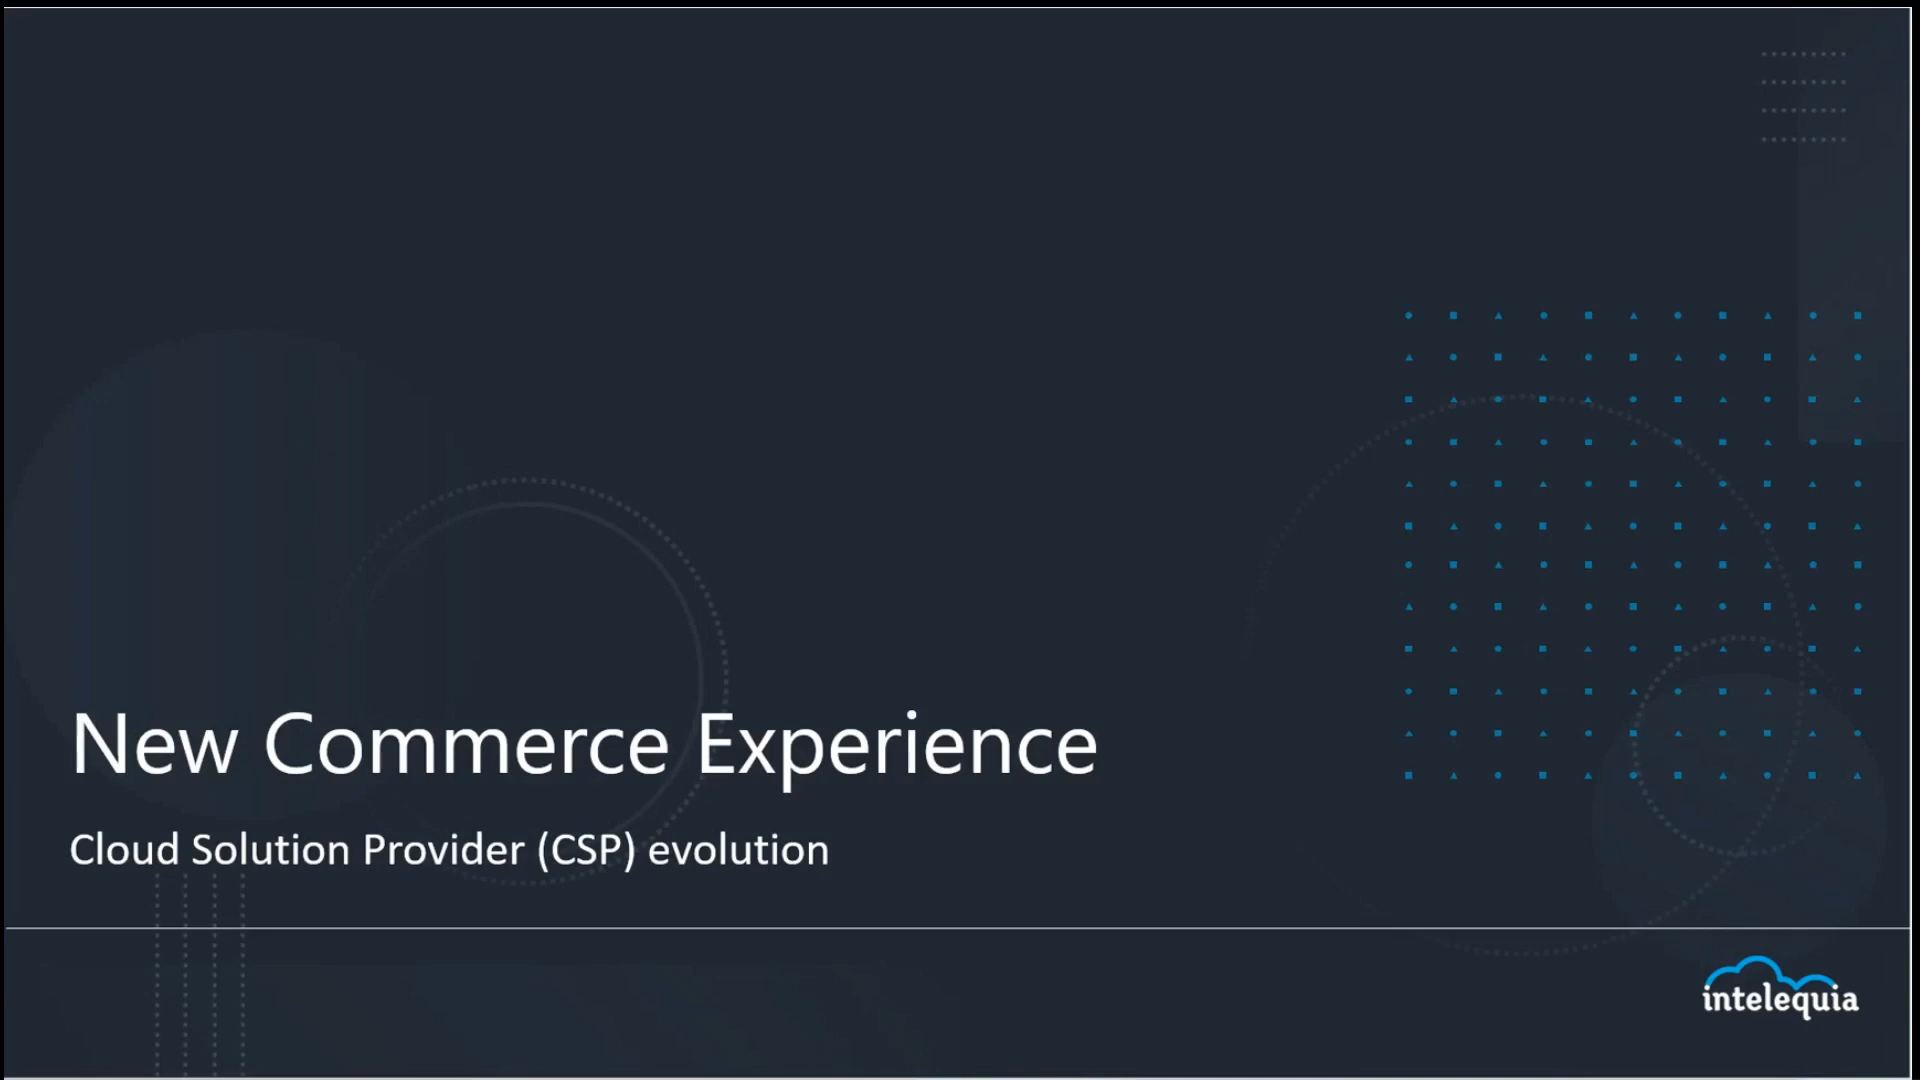 New Commerce Experience
Cloud Solution Provider (CSP) evolution
intelequia